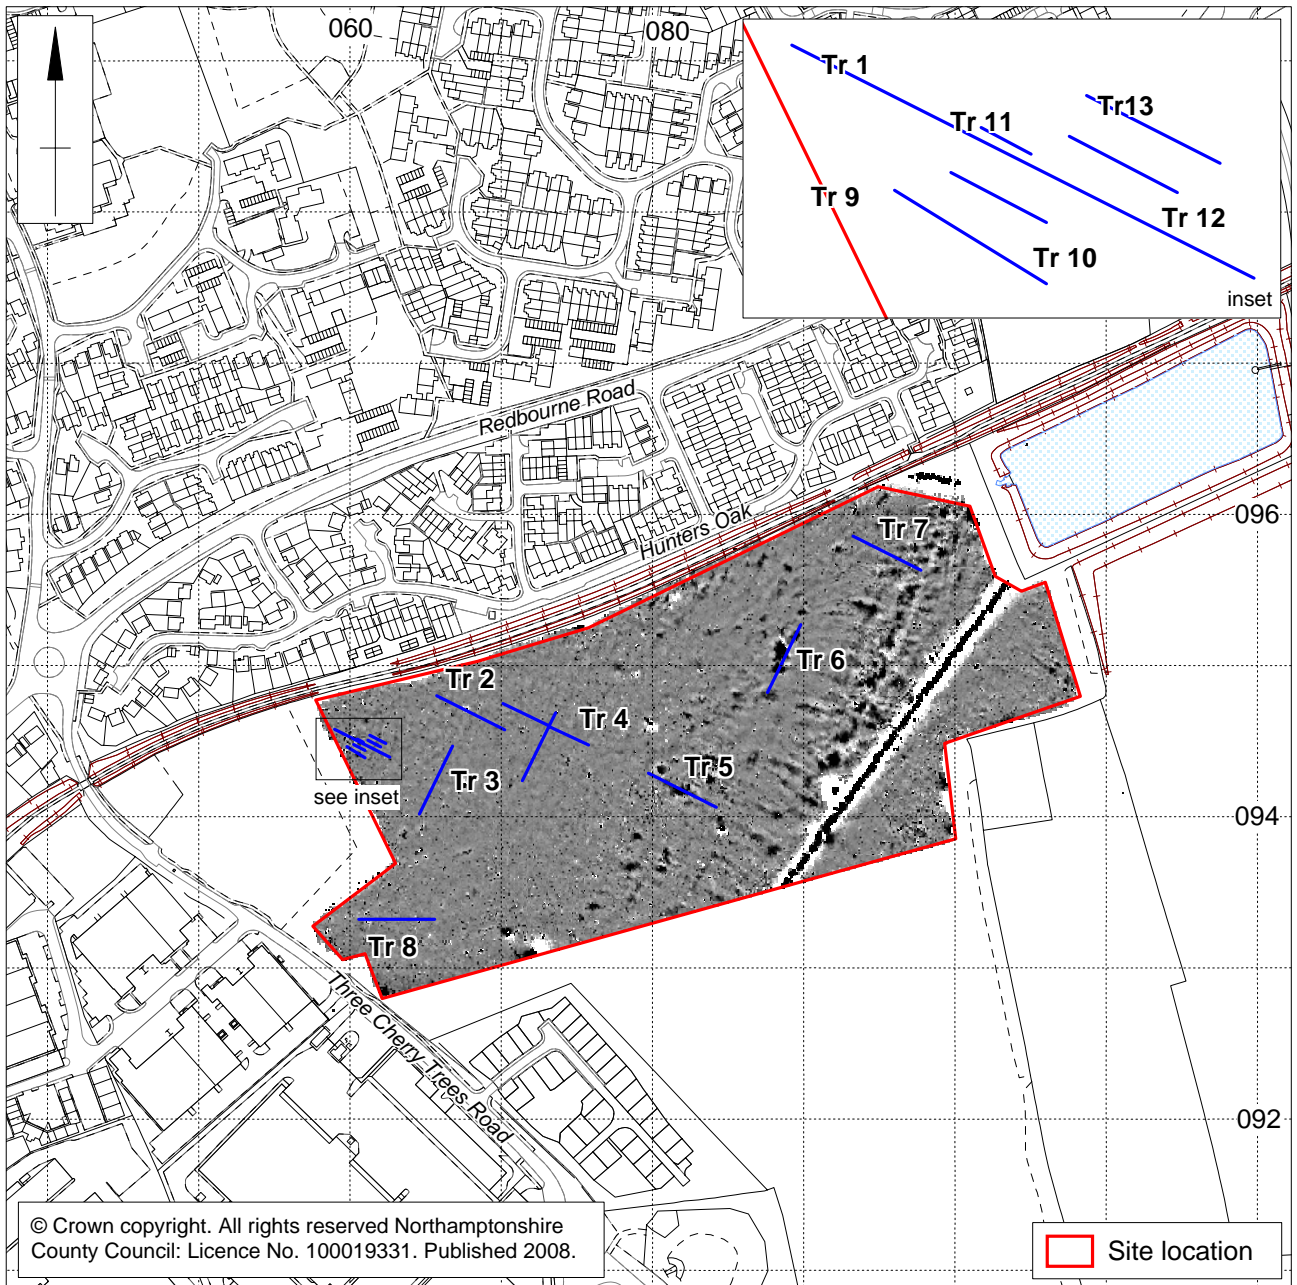 060
080
Tr 1
Tr 11
Tr13
Tr 9
Tr 12
Tr 10
inset
Redbourne Road
Hunters Oak
096
Tr 7
Tr 6
Tr 2
Tr 4
Tr 3
Tr 5
see inset
094
Tr 8
Three Cherry Trees Road
092
© Crown copyright. All rights reserved Northamptonshire
County Council: Licence No. 100019331. Published 2008.
Site location